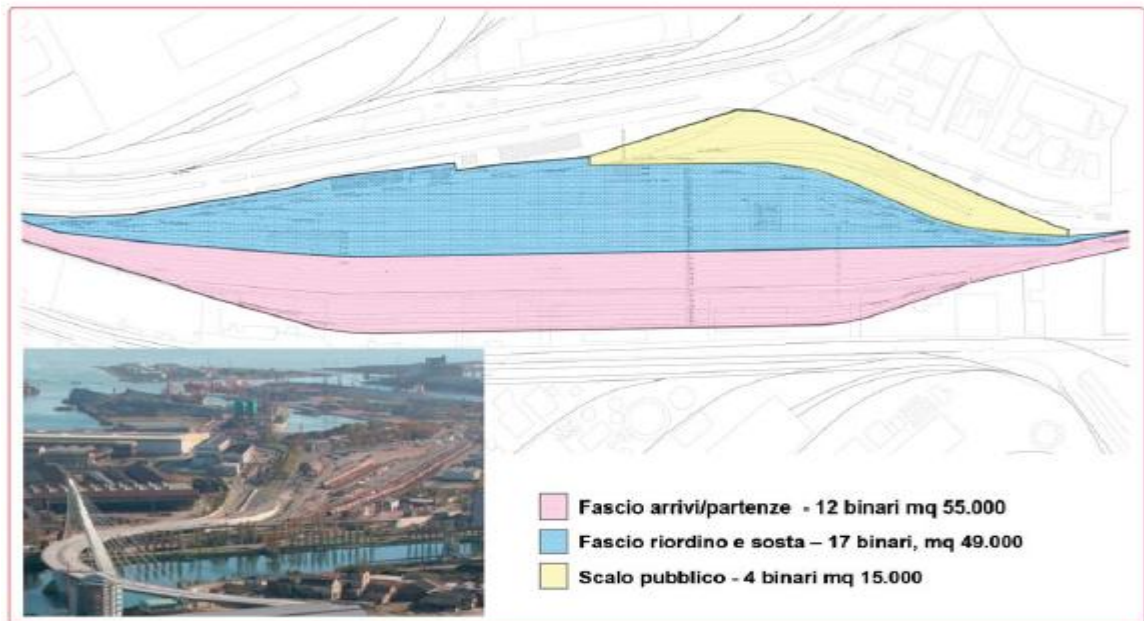 Fascio arrivi/partenze - 12 binari mq 55.000
Fascio riordino e sosta – 17 binari, mq 49.000
Scalo pubblico - 4 binari mq 15.000